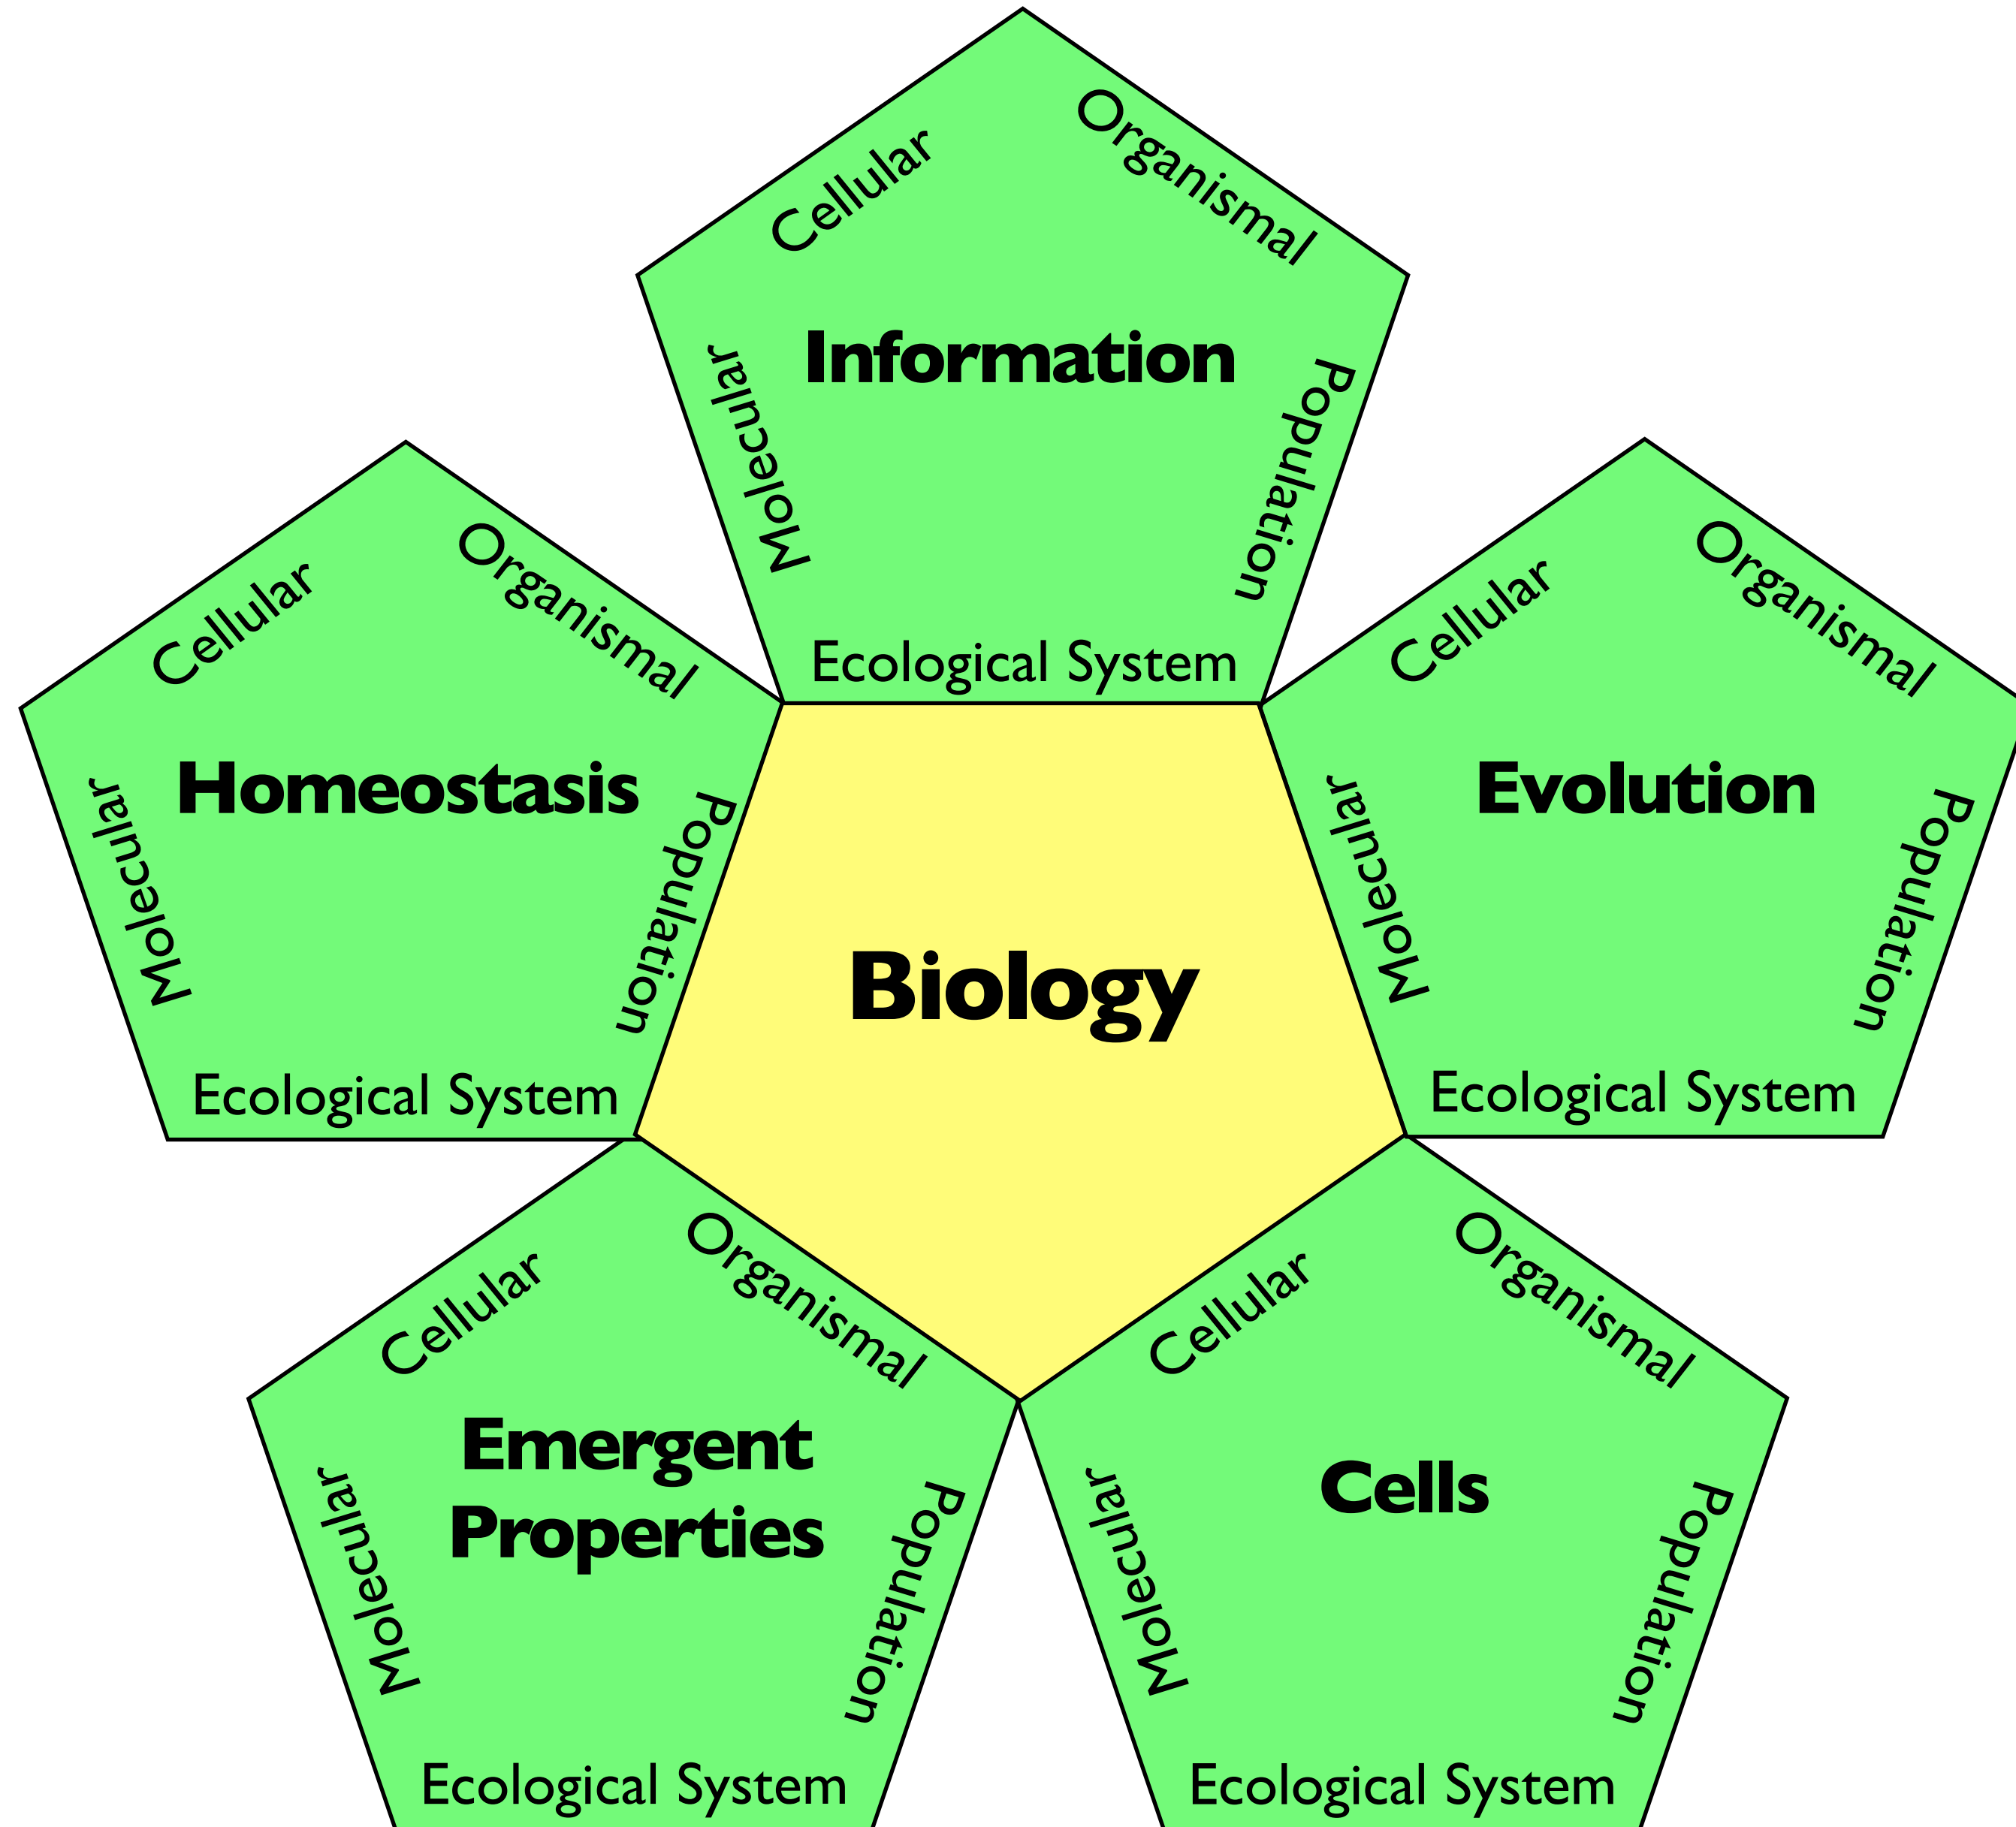 Cellular
Organismal
Information
Molecular
Population
Ecological System
Cellular
Organismal
Homeostasis
Molecular
Population
Ecological System
Cellular
Organismal
Evolution
Molecular
Population
Ecological System
Biology
Cellular
Organismal
Emergent
Properties
Molecular
Population
Ecological System
Cellular
Organismal
Cells
Molecular
Population
Ecological System